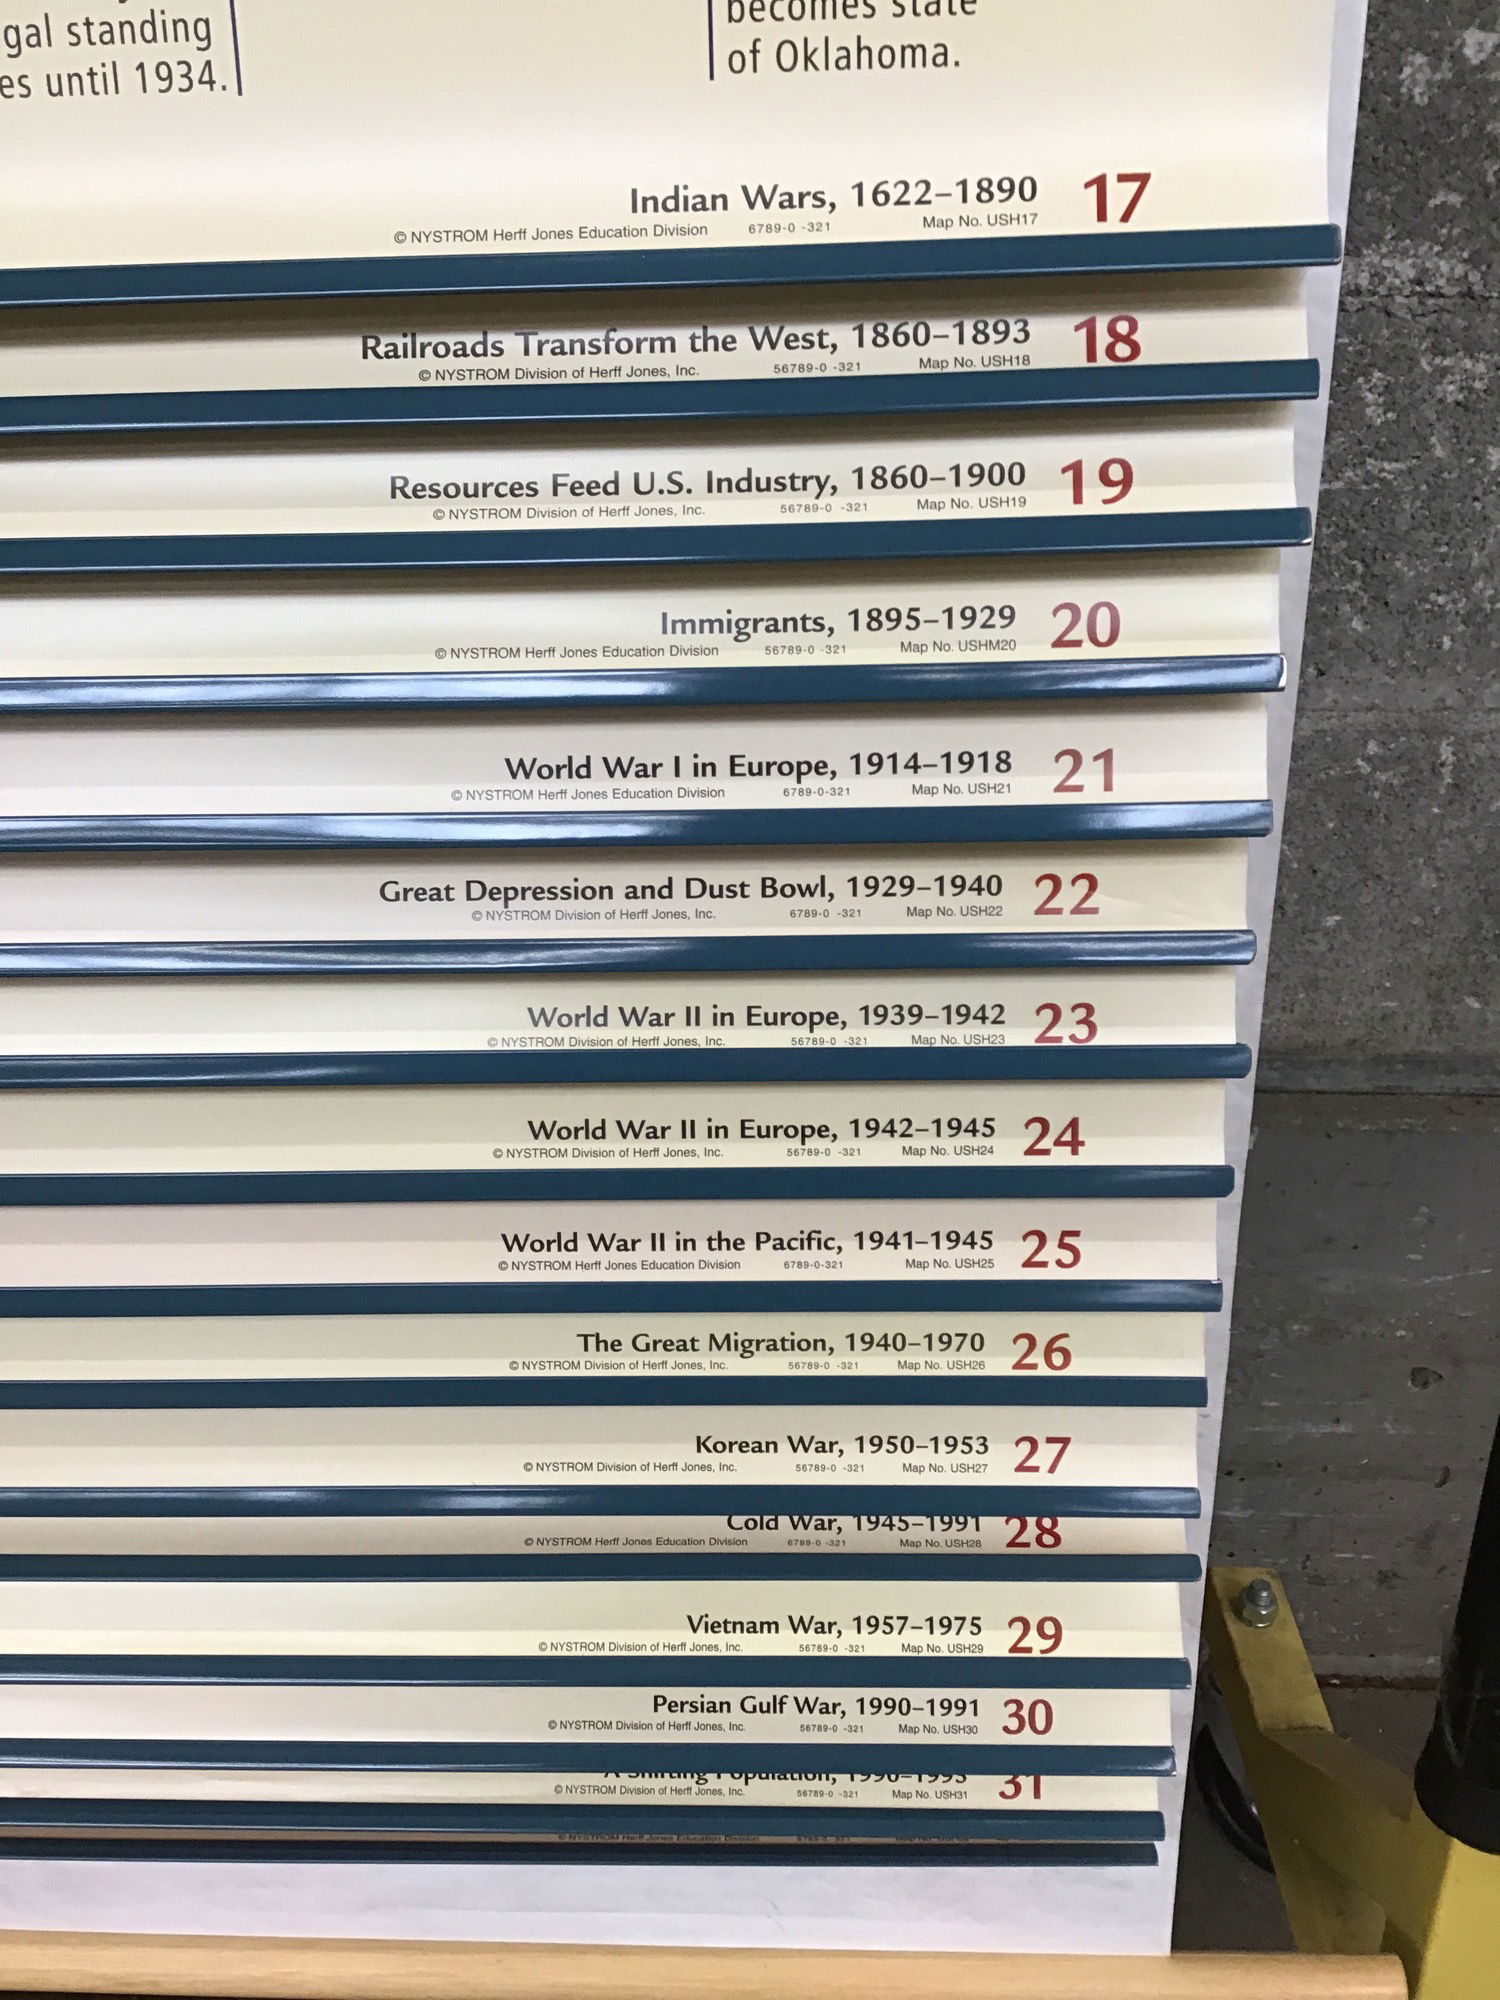 gal standing
es until 1934.
becomes state
of Oklahoma.
Indian Wars, 1622–1890 17
© NYSTROM Herff Jones Education Division 6789-0 -321 Map No. USH17
Railroads Transform the West, 1860–1893 18
© NYSTROM Division of Herff Jones, Inc. 56789-0 -321 Map No. USH18
Resources Feed U.S. Industry, 1860–1900 19
© NYSTROM Division of Herff Jones, Inc. 56789-0 -321 Map No. USH19
Immigrants, 1895–1929 20
© NYSTROM Herff Jones Education Division 56789-0 -321 Map No. USHM20
World War I in Europe, 1914–1918 21
© NYSTROM Herff Jones Education Division 6789-0-321 Map No. USH21
Great Depression and Dust Bowl, 1929–1940 22
© NYSTROM Division of Herff Jones, Inc. 6789-0 -321 Map No. USH22
World War II in Europe, 1939–1942 23
© NYSTROM Division of Herff Jones, Inc. 56789-0 -321 Map No. USH23
World War II in Europe, 1942–1945 24
© NYSTROM Division of Herff Jones, Inc. 56789-0 -321 Map No. USH24
World War II in the Pacific, 1941–1945 25
© NYSTROM Herff Jones Education Division 6789-0-321 Map No. USH25
The Great Migration, 1940–1970 26
© NYSTROM Division of Herff Jones, Inc. 56789-0 -321 Map No. USH26
Korean War, 1950–1953 27
© NYSTROM Division of Herff Jones, Inc. 56789-0 -321 Map No. USH27
Cold War, 1945–1991 28
© NYSTROM Herff Jones Education Division 6789-0 -321 Map No. USH28
Vietnam War, 1957–1975 29
© NYSTROM Division of Herff Jones, Inc. 56789-0 -321 Map No. USH29
Persian Gulf War, 1990–1991 30
© NYSTROM Division of Herff Jones, Inc. 56789-0 -321 Map No. USH30
A Shifting Population, 1990–1995 31
© NYSTROM Division of Herff Jones, Inc. 56789-0 -321 Map No. USH31
© NYSTROM Herff Jones Education Division